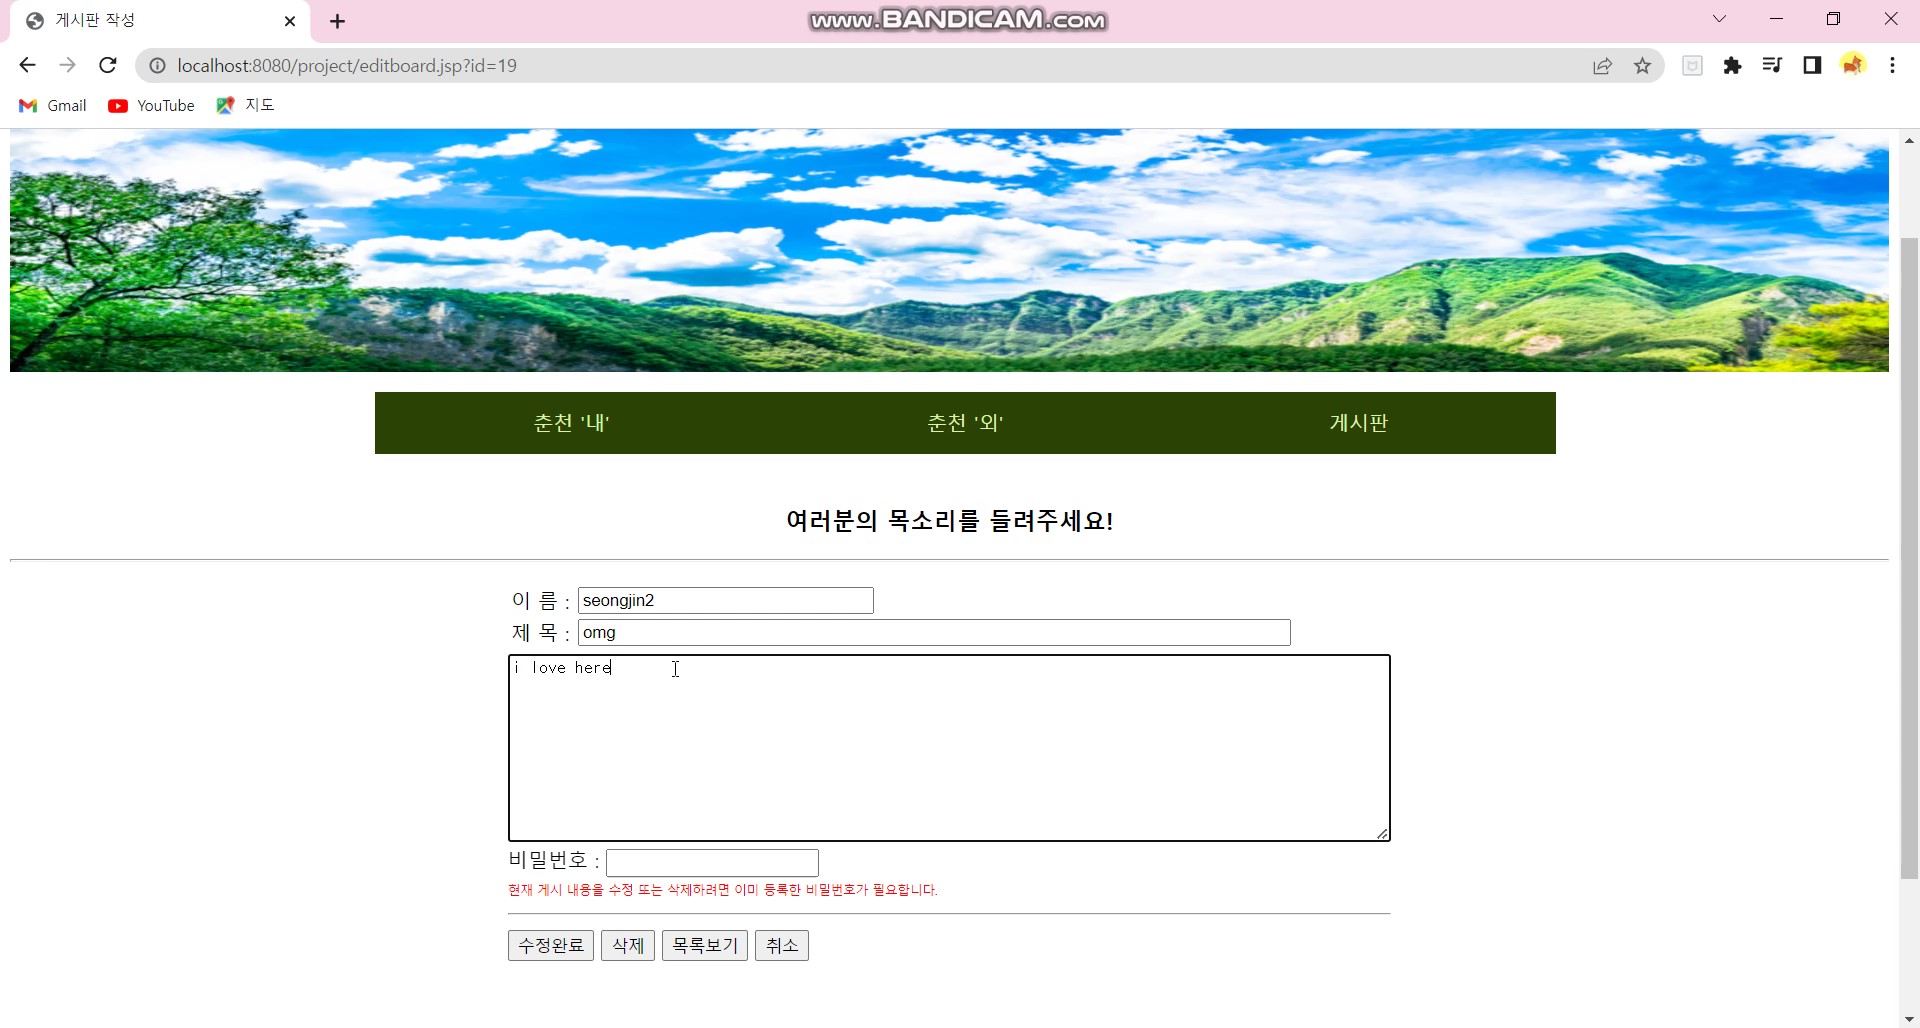 게시판 작성
www.BANDICAM.com
localhost:8080/project/editboard.jsp?id=19
Gmail YouTube 지도
춘천 '내' 춘천 '외' 게시판
여러분의 목소리를 들려주세요!
이 름 : seongjin2
제 목 : omg
i love here
비밀번호 :
현재 게시 내용을 수정 또는 삭제하려면 이미 등록한 비밀번호가 필요합니다.
수정완료 삭제 목록보기 취소